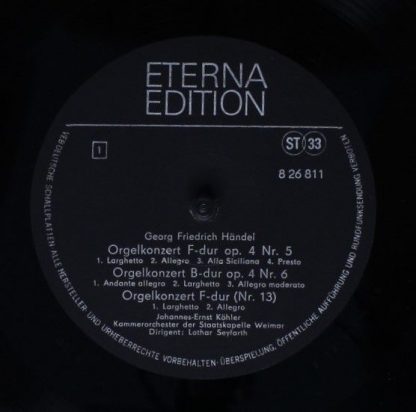 ETERNA
EDITION
1
ST 33
8 26 811
Georg Friedrich Händel
Orgelkonzert F-dur op. 4 Nr. 5
1. Larghetto 2. Allegro 3. Alla Siciliana 4. Presto
Orgelkonzert B-dur op. 4 Nr. 6
1. Andante allegro 2. Larghetto 3. Allegro moderato
Orgelkonzert F-dur (Nr. 13)
1. Larghetto 2. Allegro
Johannes-Ernst Köhler
Kammerorchester der Staatskapelle Weimar
Dirigent: Lothar Seyfarth
VEB DEUTSCHE SCHALLPLATTEN ALLE HERSTELLER- UND URHEBERRECHTE VORBEHALTEN · ÜBERSPIELUNG, ÖFFENTLICHE AUFFÜHRUNG UND RUNDFUNKSENDUNG VERBOTEN